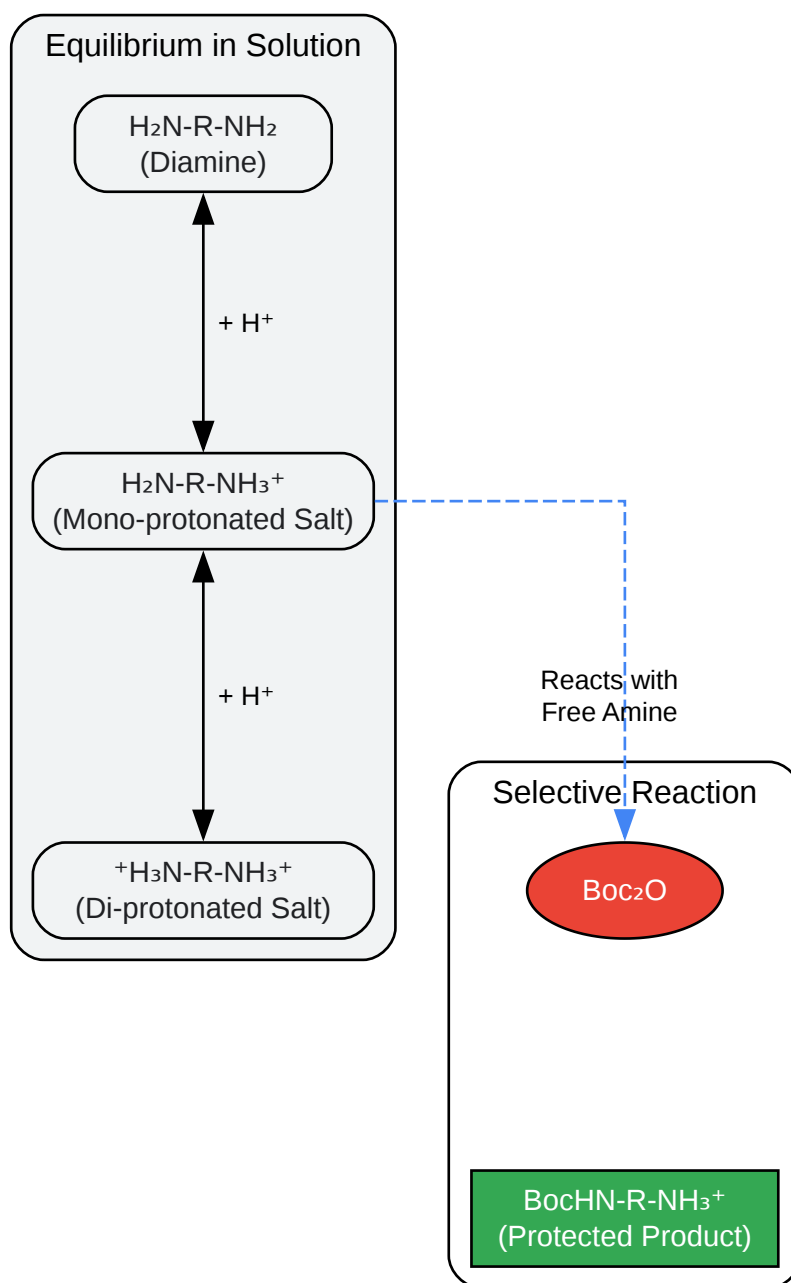 Equilibrium in Solution
H₂N-R-NH₂
(Diamine)
+ H⁺
H₂N-R-NH₃⁺
(Mono-protonated Salt)
+ H⁺
⁺H₃N-R-NH₃⁺
(Di-protonated Salt)
Reacts with
Free Amine
Selective Reaction
Boc₂O
BocHN-R-NH₃⁺
(Protected Product)